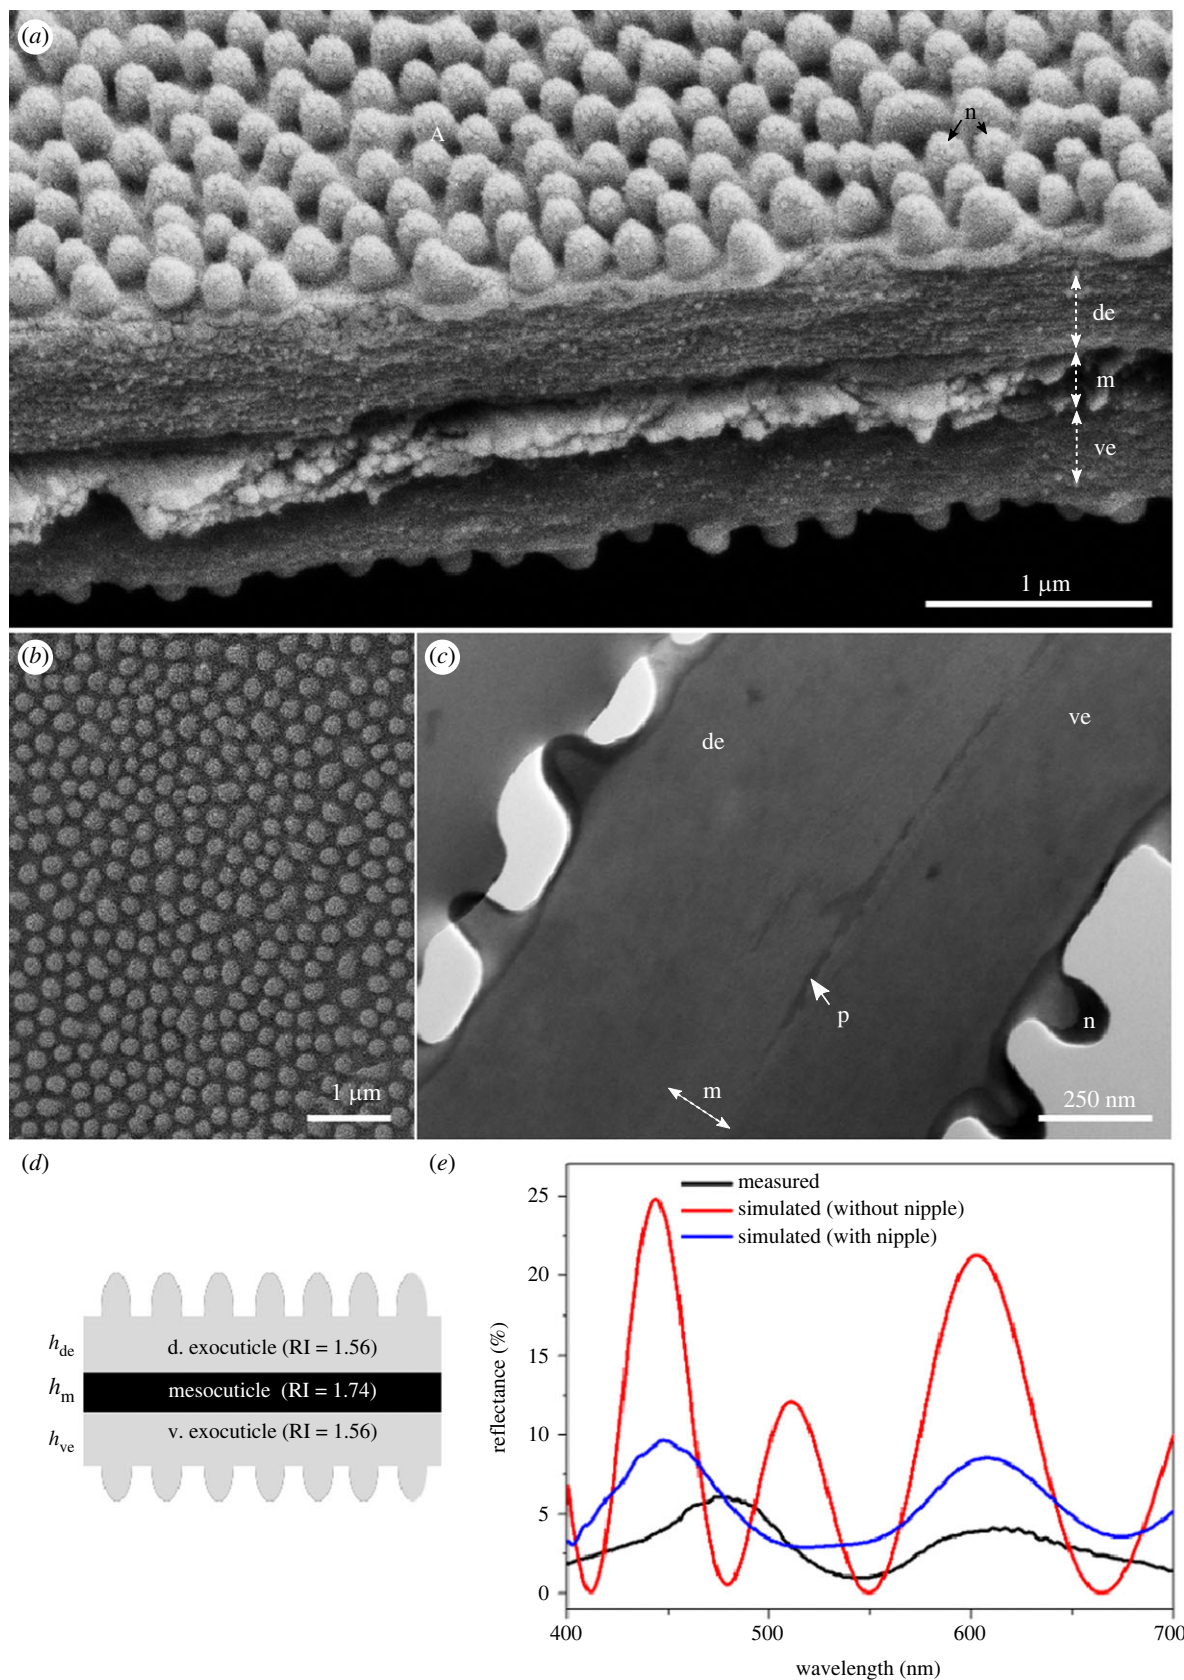 (a)
A
n
de
m
ve
1 µm
(b)
1 µm
(c)
de
ve
p
m
n
250 nm
(d)
h_de
d. exocuticle (RI = 1.56)
h_m
mesocuticle (RI = 1.74)
h_ve
v. exocuticle (RI = 1.56)
(e)
measured
simulated (without nipple)
simulated (with nipple)
25
20
15
10
5
0
reflectance (%)
400
500
600
700
wavelength (nm)